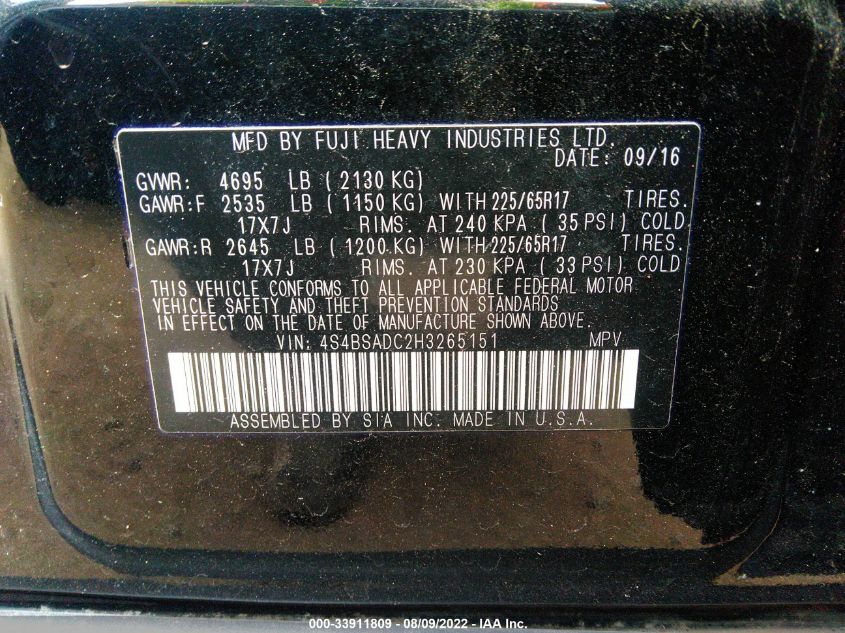 MFD BY FUJI HEAVY INDUSTRIES LTD.
DATE: 09/16
GVWR: 4695 LB ( 2130 KG)
GAWR:F 2535 LB ( 1150 KG) WITH 225/65R17 TIRES.
17X7J RIMS. AT 240 KPA ( 35 PSI) COLD
GAWR:R 2645 LB ( 1200 KG) WITH 225/65R17 TIRES.
17X7J RIMS. AT 230 KPA ( 33 PSI) COLD
THIS VEHICLE CONFORMS TO ALL APPLICABLE FEDERAL MOTOR
VEHICLE SAFETY AND THEFT PREVENTION STANDARDS
IN EFFECT ON THE DATE OF MANUFACTURE SHOWN ABOVE.
VIN: 4S4BSADC2H3265151 MPV
ASSEMBLED BY SIA INC. MADE IN U.S.A.
000-33911809 - 08/09/2022 - IAA Inc.